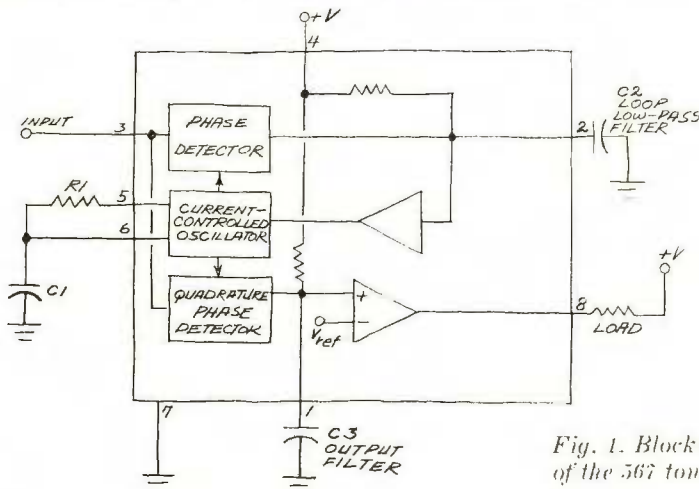 +V
4
C2
LOOP
LOW-PASS
FILTER
INPUT
3
PHASE
DETECTOR
2
R1
5
6
CURRENT-
CONTROLLED
OSCILLATOR
+V
C1
QUADRATURE
PHASE
DETECTOR
+
-
Vref
8
LOAD
7
1
C3
OUTPUT
FILTER
Fig. 1. Block
of the 567 ton